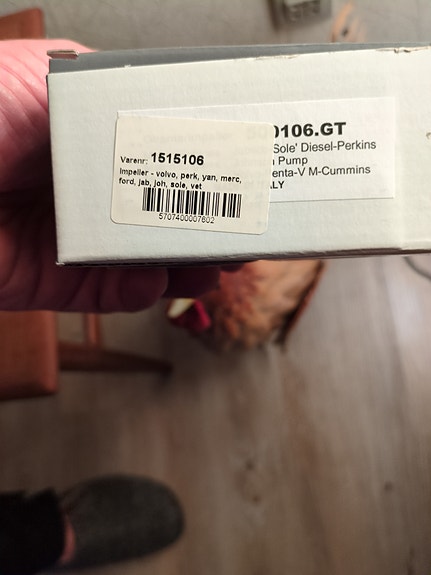 Varenr: 1515106
Impeller - volvo, perk, yan, merc,
ford, jab, joh, sole, vet
5707400007602
0106.GT
Sole' Diesel-Perkins
Pump
enta-V M-Cummins
ITALY